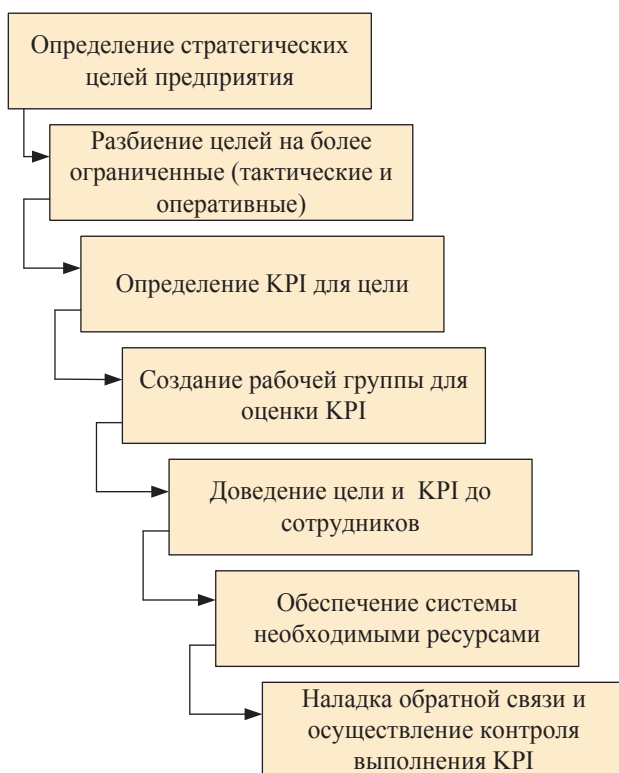 Определение стратегических
целей предприятия
Разбиение целей на более
ограниченные (тактические и
оперативные)
Определение KPI для цели
Создание рабочей группы для
оценки KPI
Доведение цели и KPI до
сотрудников
Обеспечение системы
необходимыми ресурсами
Наладка обратной связи и
осуществление контроля
выполнения KPI